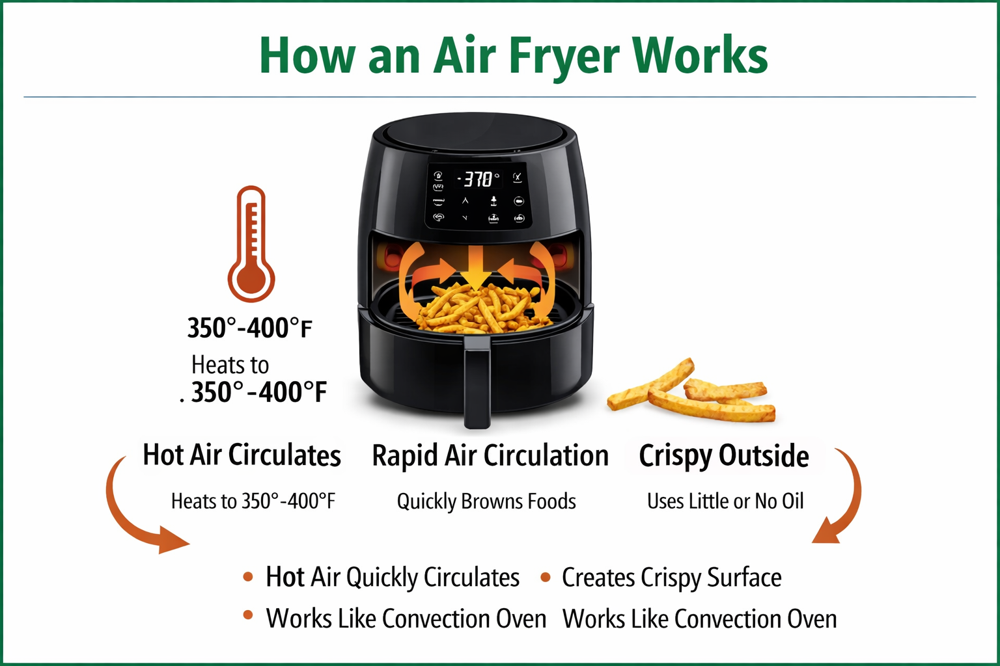 How an Air Fryer Works
-370°
350°-400°F
Heats to
. 350°-400°F
Hot Air Circulates Rapid Air Circulation Crispy Outside
Heats to 350°-400°F Quickly Browns Foods Uses Little or No Oil
• Hot Air Quickly Circulates • Creates Crispy Surface
• Works Like Convection Oven Works Like Convection Oven